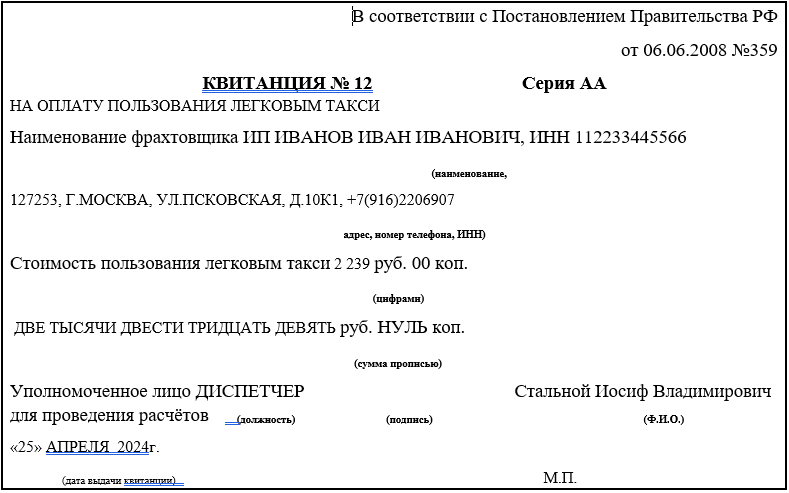 В соответствии с Постановлением Правительства РФ
от 06.06.2008 №359
КВИТАНЦИЯ № 12 Серия АА
НА ОПЛАТУ ПОЛЬЗОВАНИЯ ЛЕГКОВЫМ ТАКСИ
Наименование фрахтовщика ИП ИВАНОВ ИВАН ИВАНОВИЧ, ИНН 112233445566
(наименование,
127253, Г.МОСКВА, УЛ.ПСКОВСКАЯ, Д.10К1, +7(916)2206907
адрес, номер телефона, ИНН)
Стоимость пользования легковым такси 2 239 руб. 00 коп.
(цифрами)
ДВЕ ТЫСЯЧИ ДВЕСТИ ТРИДЦАТЬ ДЕВЯТЬ руб. НУЛЬ коп.
(сумма прописью)
Уполномоченное лицо ДИСПЕТЧЕР Стальной Иосиф Владимирович
для проведения расчётов (должность) (подпись) (Ф.И.О.)
«25» АПРЕЛЯ 2024г.
(дата выдачи квитанции) М.П.